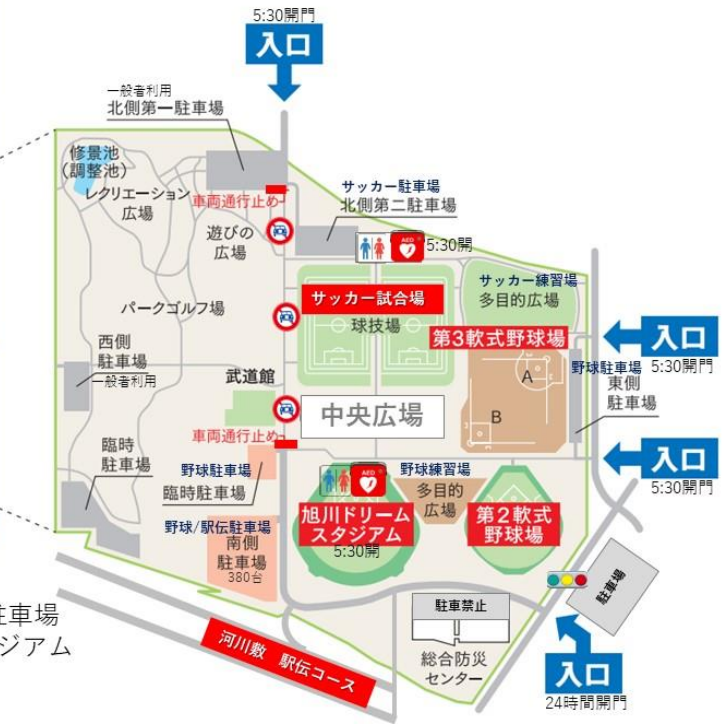 5:30開門
入口
一般者利用
北側第一駐車場
修景池
(調整池)
レクリエーション
広場
車両通行止め
サッカー駐車場
北側第二駐車場
遊びの
広場
AED
5:30開
サッカー練習場
多目的広場
サッカー試合場
球技場
パークゴルフ場
第3軟式野球場
入口
5:30開門
西側
駐車場
一般者利用
武道館
A
B
野球駐車場
東側
駐車場
中央広場
車両通行止め
臨時
駐車場
野球駐車場
臨時駐車場
AED
野球練習場
多目的
広場
入口
5:30開門
旭川ドリーム
スタジアム
5:30開
第2軟式
野球場
野球/駅伝駐車場
南側
駐車場
380台
駐車場
駐車禁止
総合防災
センター
河川敷 駅伝コース
入口
24時間開門
駐車場
ジアム